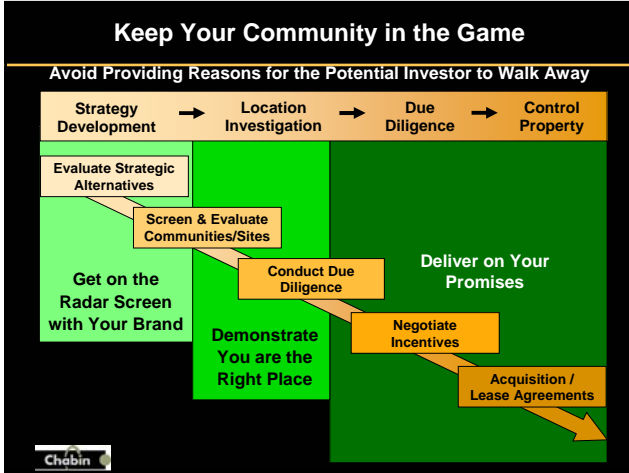 Keep Your Community in the Game
Avoid Providing Reasons for the Potential Investor to Walk Away
Strategy
Development
Location
Investigation
Due
Diligence
Control
Property
Evaluate Strategic
Alternatives
Screen & Evaluate
Communities/Sites
Conduct Due
Diligence
Negotiate
Incentives
Acquisition /
Lease Agreements
Get on the
Radar Screen
with Your Brand
Demonstrate
You are the
Right Place
Deliver on Your
Promises
Chabin